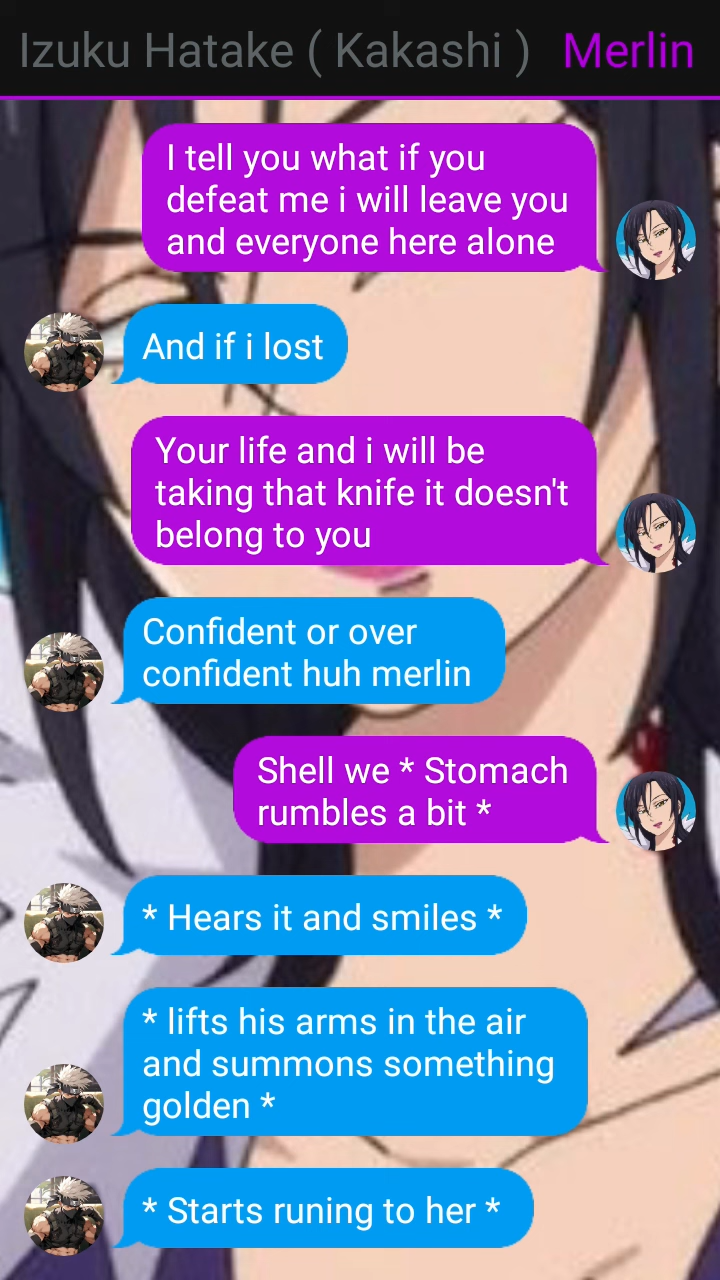 Izuku Hatake ( Kakashi ) Merlin
I tell you what if you
defeat me i will leave you
and everyone here alone
And if i lost
Your life and i will be
taking that knife it doesn't
belong to you
Confident or over
confident huh merlin
Shell we * Stomach
rumbles a bit *
* Hears it and smiles *
* lifts his arms in the air
and summons something
golden *
* Starts runing to her *